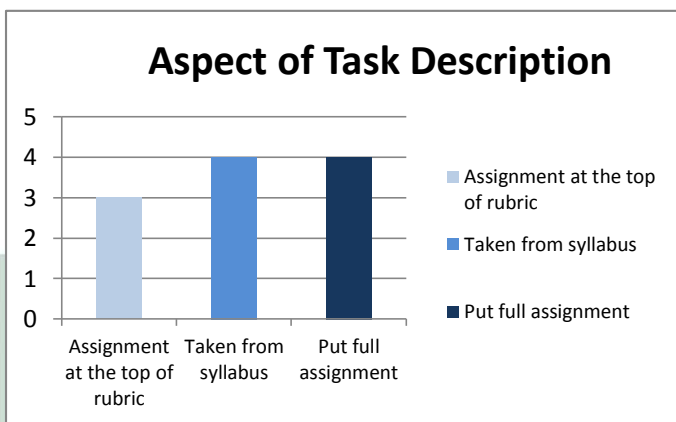 Aspect of Task Description
5
4
3
2
1
0
Assignment
at the top of
rubric
Taken from
syllabus
Put full
assignment
Assignment at the top
of rubric
Taken from syllabus
Put full assignment